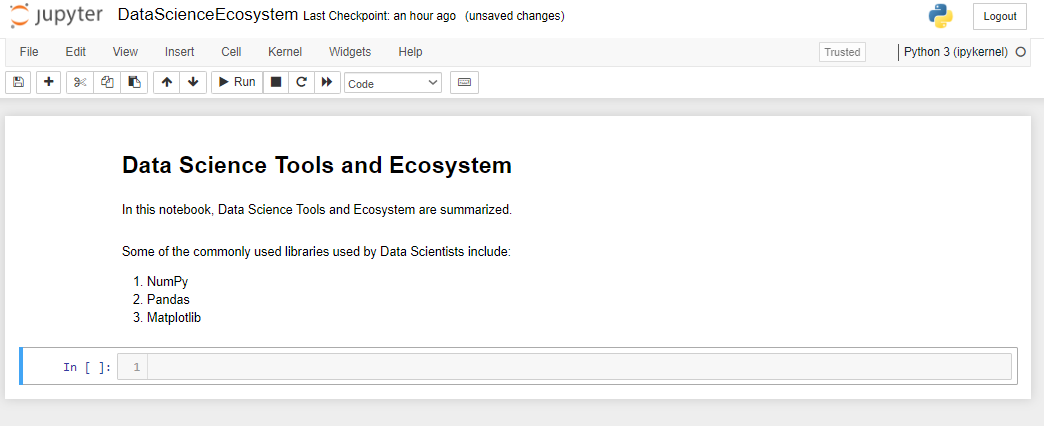 jupyter DataScienceEcosystem Last Checkpoint: an hour ago (unsaved changes) Logout
File Edit View Insert Cell Kernel Widgets Help Trusted Python 3 (ipykernel)
Run Code
Data Science Tools and Ecosystem
In this notebook, Data Science Tools and Ecosystem are summarized.
Some of the commonly used libraries used by Data Scientists include:
1. NumPy
2. Pandas
3. Matplotlib
In [ ]: 1